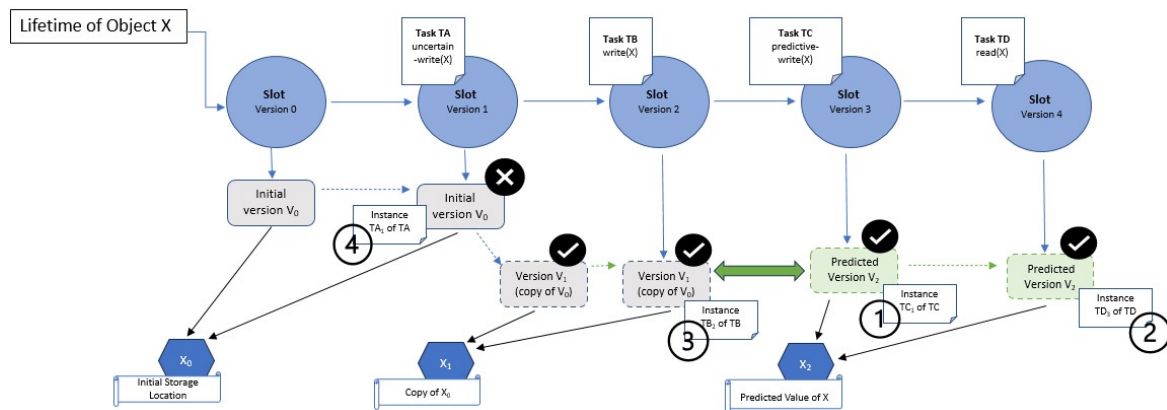 Lifetime of Object X
Task TA
uncertain
-write(X)
Task TB
write(X)
Task TC
predictive-
write(X)
Task TD
read(X)
Slot
Version 0
Slot
Version 1
Slot
Version 2
Slot
Version 3
Slot
Version 4
Initial
version V₀
Initial
version V₀
Instance
TA₁ of TA
4
Version V₁
(copy of V₀)
Version V₁
(copy of V₀)
Predicted
Version V₂
Predicted
Version V₂
Instance
TB₂ of TB
3
Instance
TC₁ of TC
1
Instance
TD₃ of TD
2
X₀
Initial Storage
Location
X₁
Copy of X₀
X₂
Predicted Value of X